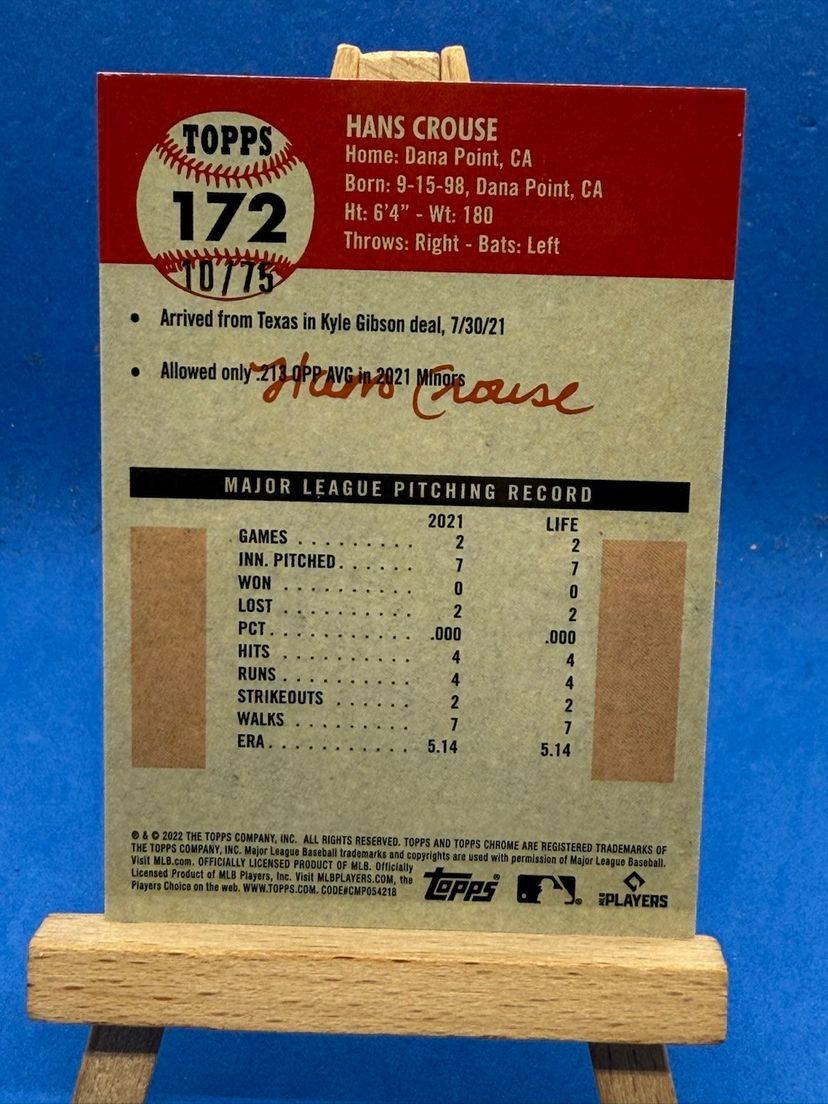 TOPPS
172
10/75
HANS CROUSE
Home: Dana Point, CA
Born: 9-15-98, Dana Point, CA
Ht: 6'4" - Wt: 180
Throws: Right - Bats: Left
• Arrived from Texas in Kyle Gibson deal, 7/30/21
• Allowed only .213 OPP AVG in 2021 Minors
Hans Crouse
MAJOR LEAGUE PITCHING RECORD
2021 LIFE
GAMES . . . . . . . . . 2 2
INN. PITCHED. . . . . . 7 7
WON . . . . . . . . . . 0 0
LOST . . . . . . . . . . 2 2
PCT. . . . . . . . . . . .000 .000
HITS . . . . . . . . . . 4 4
RUNS . . . . . . . . . . 4 4
STRIKEOUTS . . . . . . 2 2
WALKS . . . . . . . . . 7 7
ERA. . . . . . . . . . . 5.14 5.14
® & © 2022 THE TOPPS COMPANY, INC. ALL RIGHTS RESERVED. TOPPS AND TOPPS CHROME ARE REGISTERED TRADEMARKS OF
THE TOPPS COMPANY, INC. Major League Baseball trademarks and copyrights are used with permission of Major League Baseball.
Visit MLB.com. OFFICIALLY LICENSED PRODUCT OF MLB. Officially
Licensed Product of MLB Players, Inc. Visit MLBPLAYERS.COM, the
Players Choice on the web. WWW.TOPPS.COM. CODE#CMP054218
Topps®
MLB PLAYERS